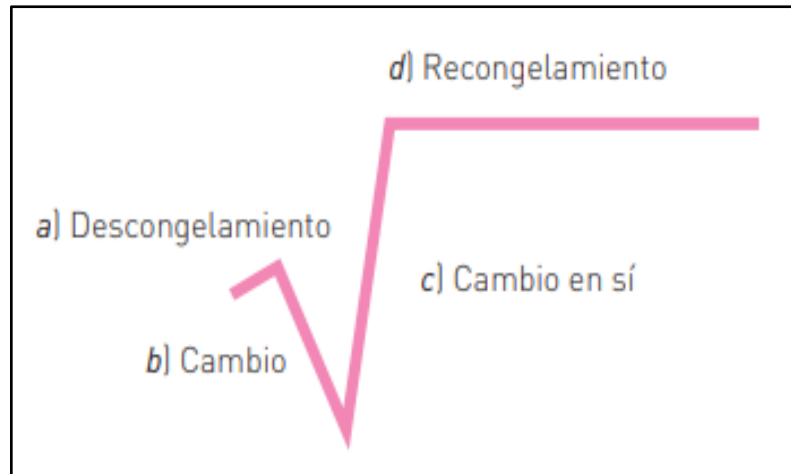 d) Recongelamiento
a) Descongelamiento
c) Cambio en sí
b) Cambio